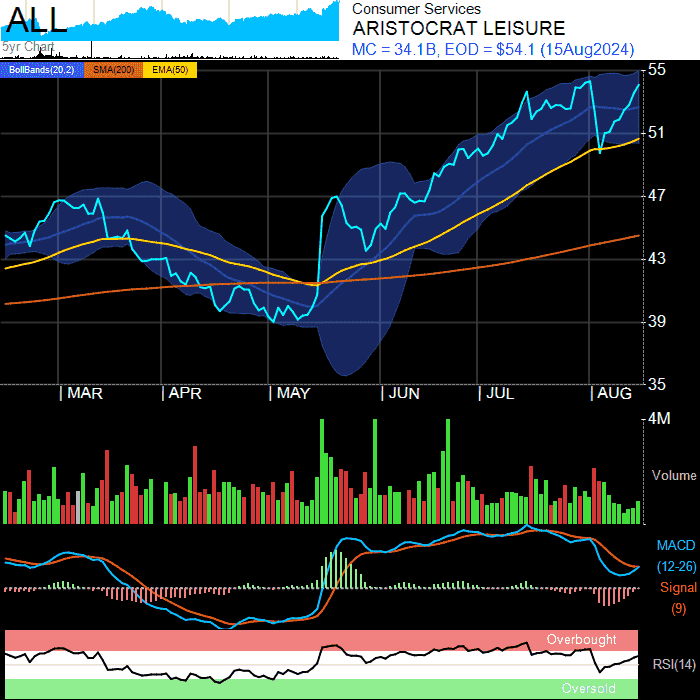 ALL
5yr Chart
Consumer Services
ARISTOCRAT LEISURE
MC = 34.1B, EOD = $54.1 (15Aug2024)
BollBands(20,2) SMA(200) EMA(50)
55
51
47
43
39
35
MAR APR MAY JUN JUL AUG
4M
Volume
MACD
(12-26)
Signal
(9)
Overbought
RSI(14)
Oversold